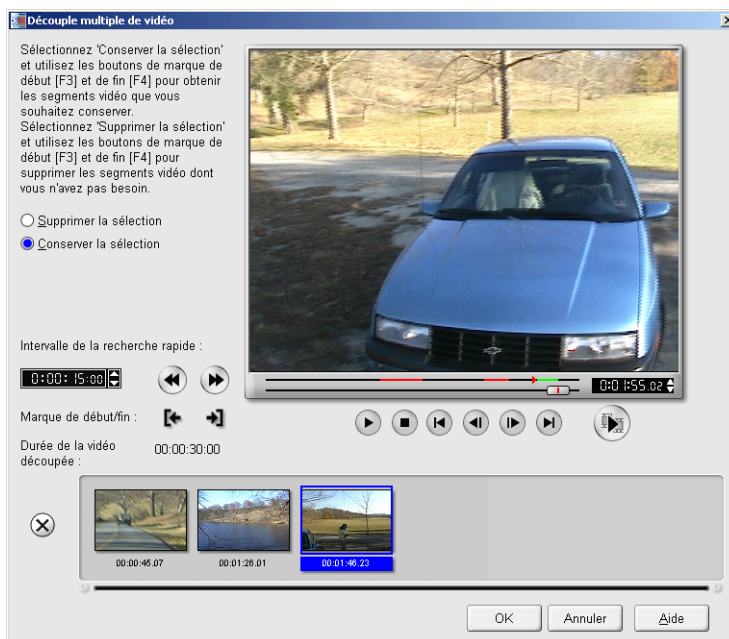 Découple multiple de vidéo
Sélectionnez 'Conserver la sélection'
et utilisez les boutons de marque de
début [F3] et de fin [F4] pour obtenir
les segments vidéo que vous
souhaitez conserver.
Sélectionnez 'Supprimer la sélection'
et utilisez les boutons de marque de
début [F3] et de fin [F4] pour
supprimer les segments vidéo dont
vous n'avez pas besoin.
Supprimer la sélection
Conserver la sélection
Intervalle de la recherche rapide :
0:00:15:00
0:01:55.02
Marque de début/fin :
Durée de la vidéo
découpée :
00:00:30:00
00:00:45.07
00:01:26.01
00:01:46.23
OK
Annuler
Aide